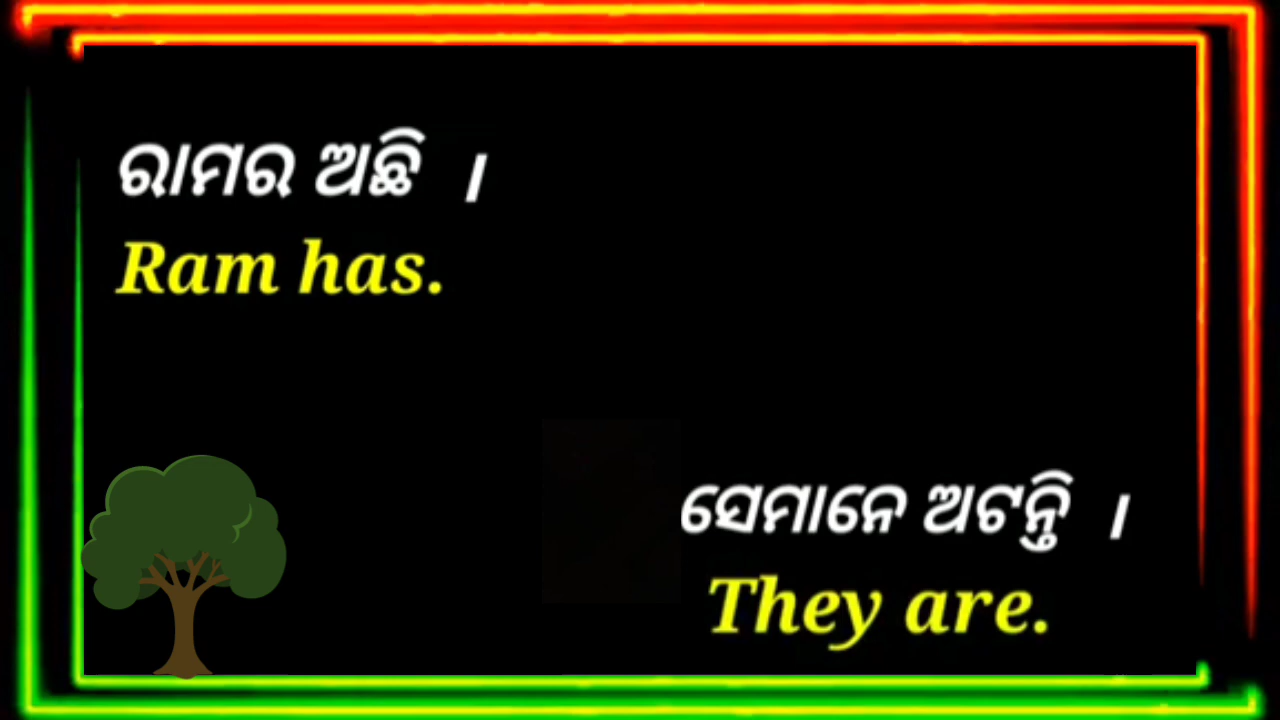 ରାମର ଅଛି ।
Ram has.
ସେମାନେ ଅଟନ୍ତି ।
They are.